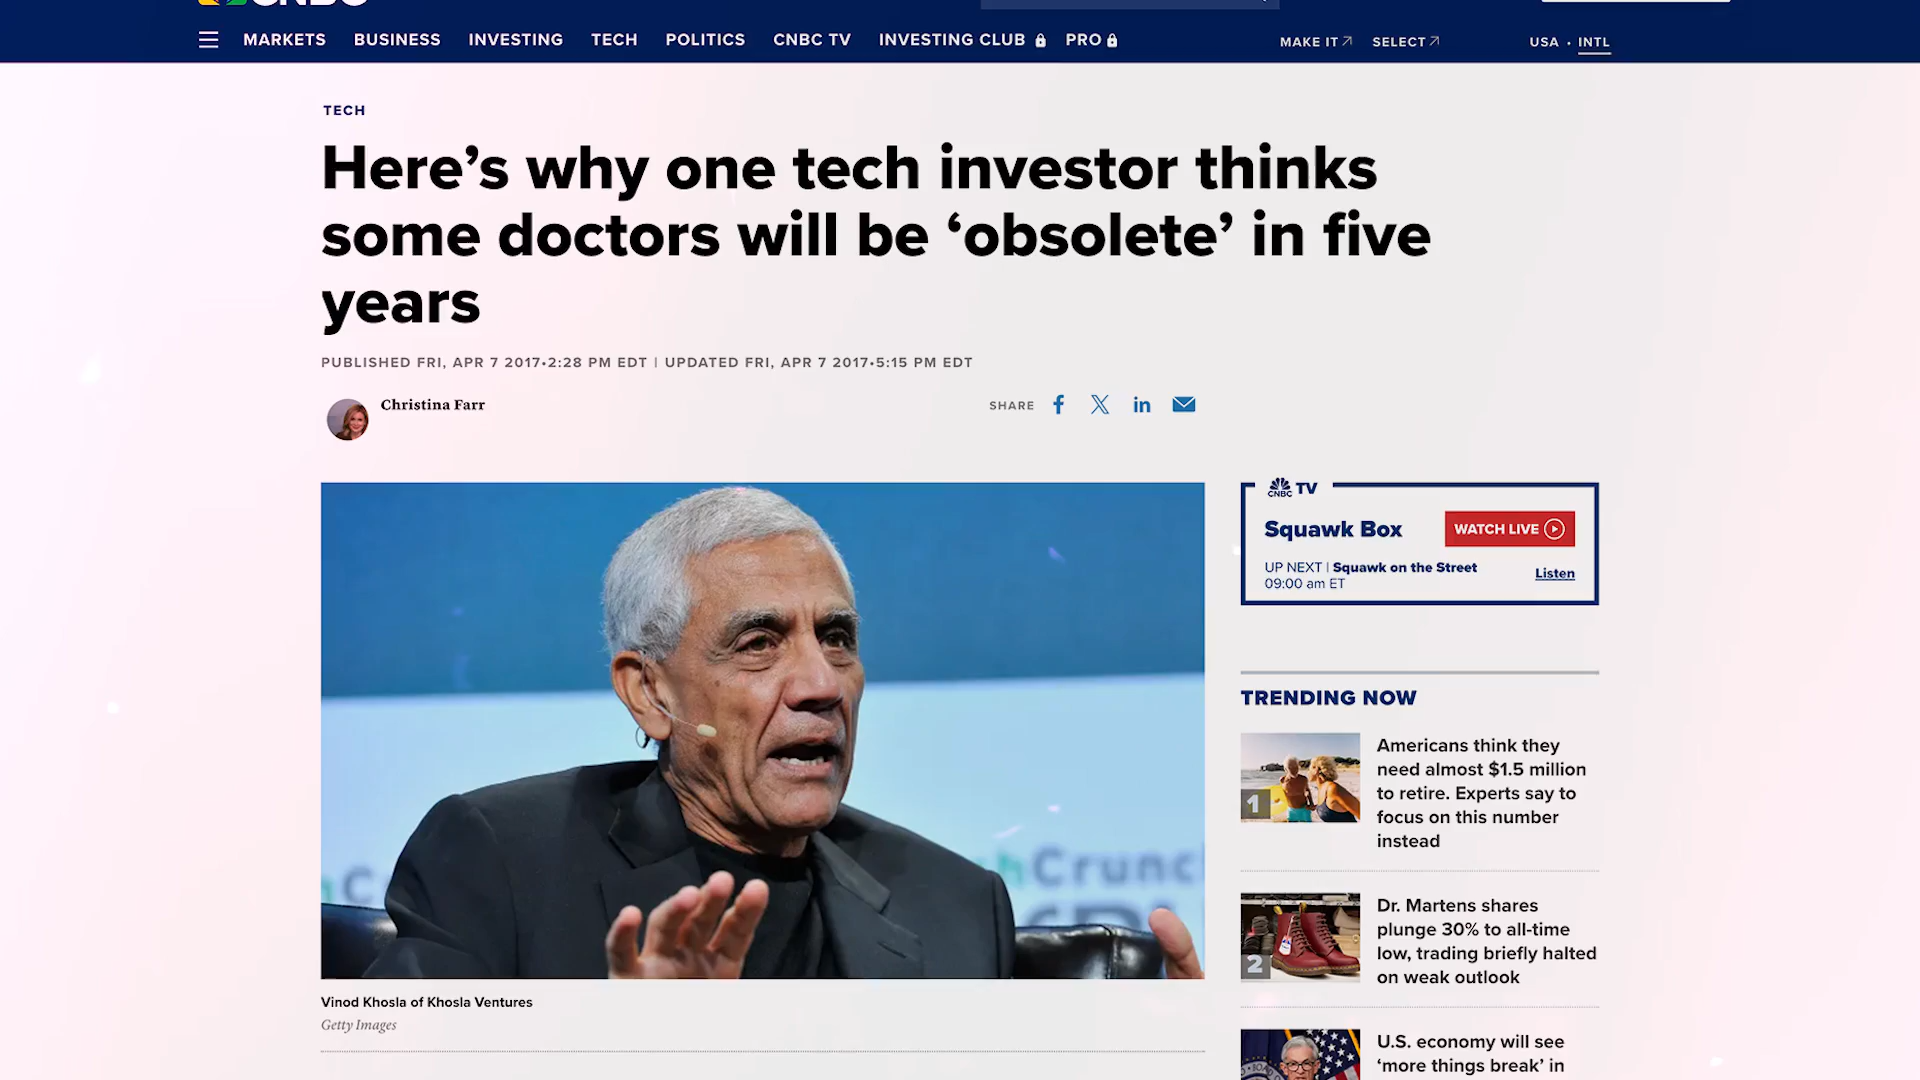 CNBC
MARKETS BUSINESS INVESTING TECH POLITICS CNBC TV INVESTING CLUB PRO
MAKE IT SELECT USA • INTL
TECH
Here’s why one tech investor thinks
some doctors will be ‘obsolete’ in five
years
PUBLISHED FRI, APR 7 2017•2:28 PM EDT | UPDATED FRI, APR 7 2017•5:15 PM EDT
Christina Farr
SHARE
hC
hCrunc
Vinod Khosla of Khosla Ventures
Getty Images
CNBC TV
Squawk Box
WATCH LIVE
UP NEXT | Squawk on the Street
09:00 am ET
Listen
TRENDING NOW
1
Americans think they
need almost $1.5 million
to retire. Experts say to
focus on this number
instead
2
Dr. Martens shares
plunge 30% to all-time
low, trading briefly halted
on weak outlook
U.S. economy will see
‘more things break’ in